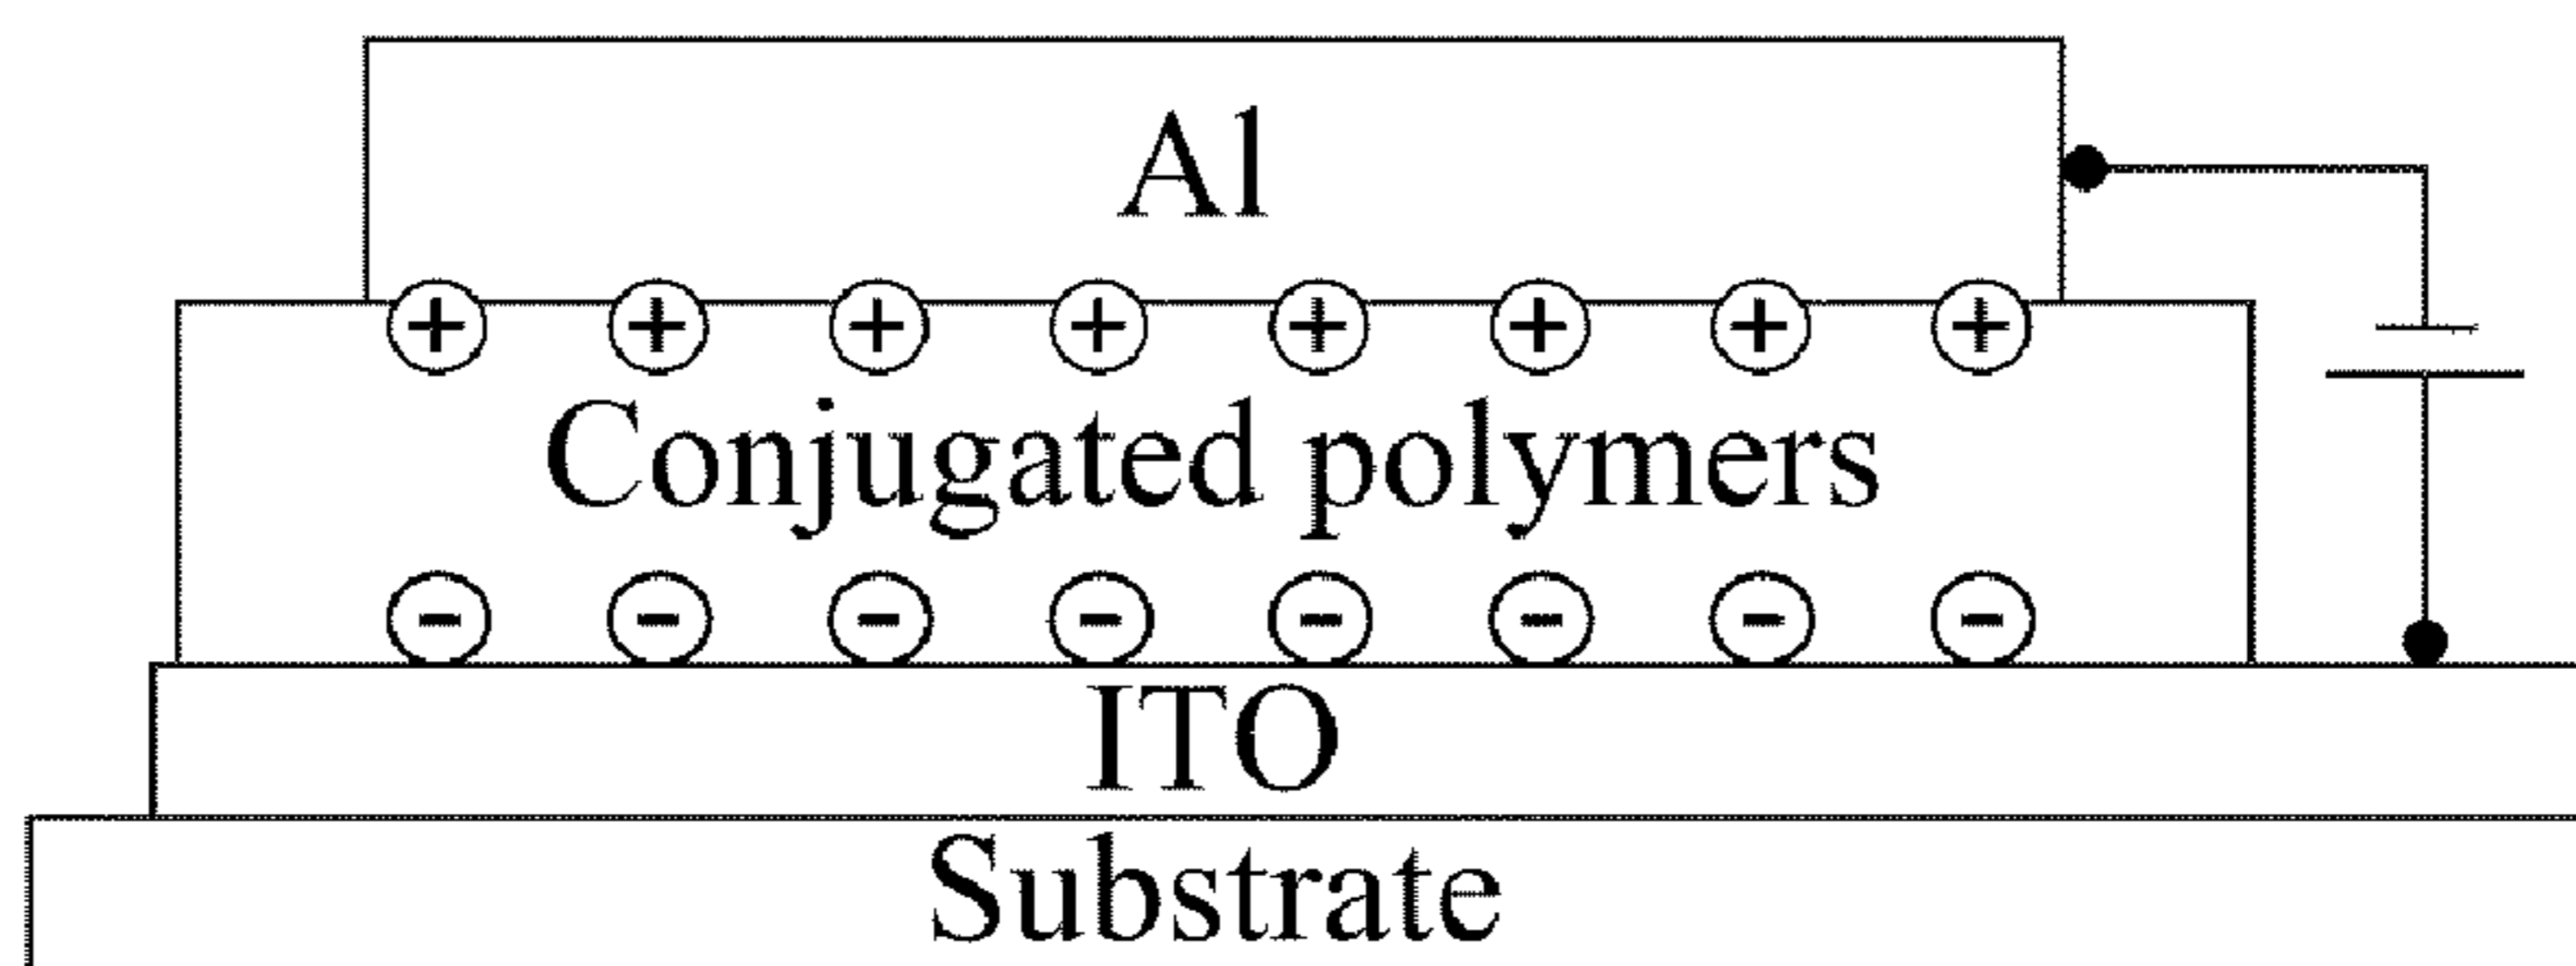 Al
+ + + + + + + +
Conjugated polymers
- - - - - - - -
ITO
Substrate